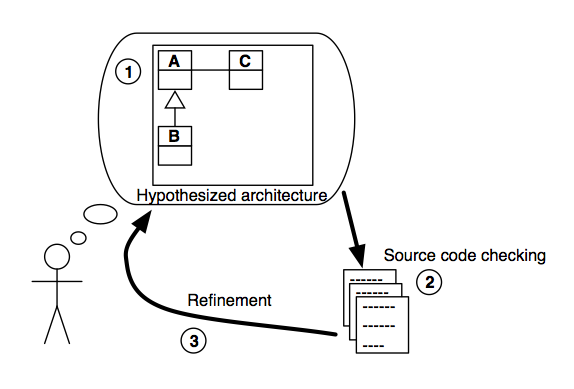 1
A
C
B
Hypothesized architecture
Source code checking
2
Refinement
3